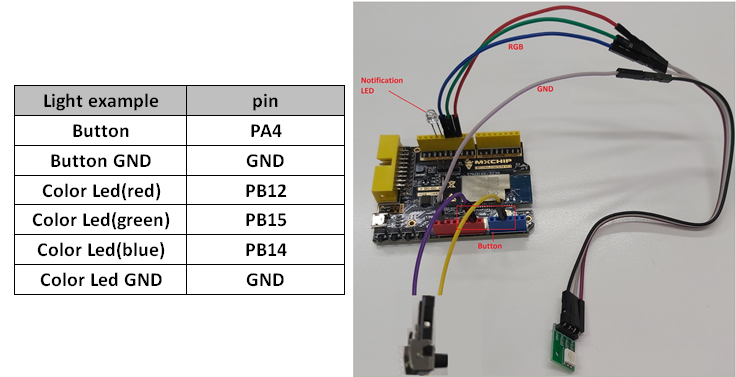 Light example pin
Button PA4
Button GND GND
Color Led(red) PB12
Color Led(green) PB15
Color Led(blue) PB14
Color Led GND GND
RGB
Notification
LED
GND
MXCHIP
Button